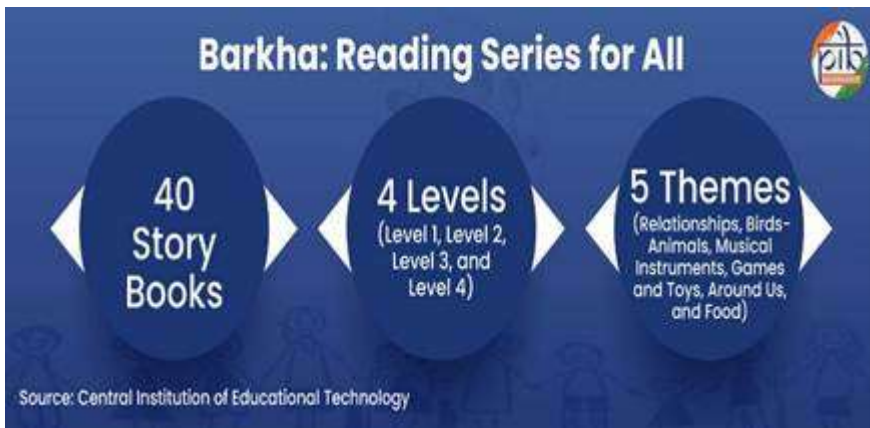 Barkha: Reading Series for All
pib
40
Story
Books
4 Levels
(Level 1, Level 2,
Level 3, and
Level 4)
5 Themes
(Relationships, Birds-
Animals, Musical
Instruments, Games
and Toys, Around Us,
and Food)
Source: Central Institution of Educational Technology